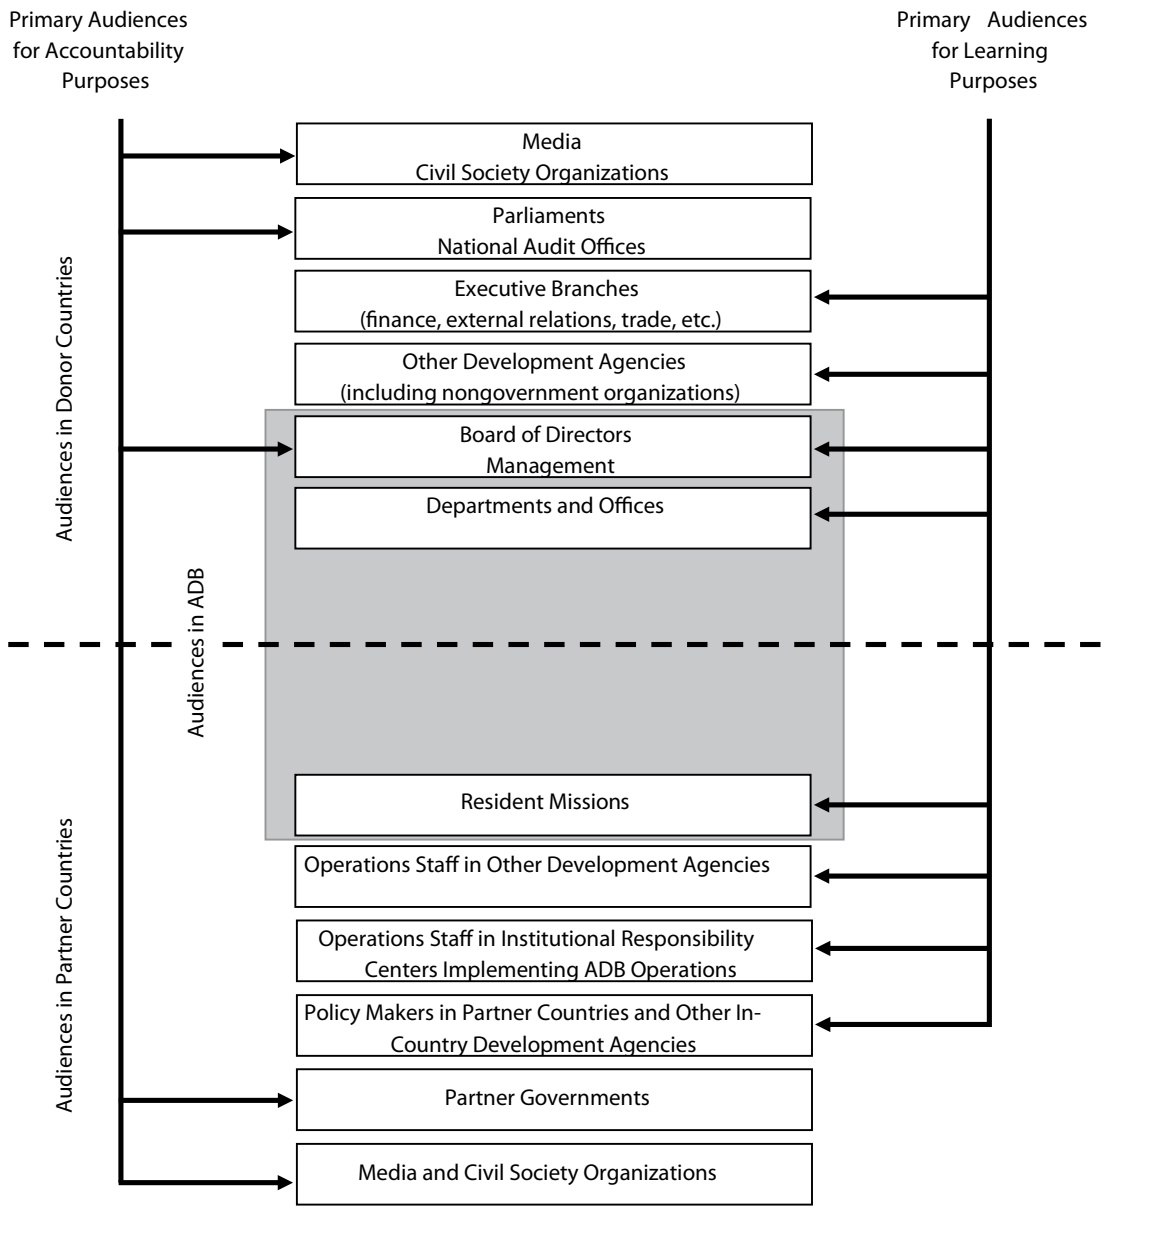 Primary Audiences
for Accountability
Purposes
Primary Audiences
for Learning
Purposes
Media
Civil Society Organizations
Parliaments
National Audit Offices
Executive Branches
(finance, external relations, trade, etc.)
Other Development Agencies
(including nongovernment organizations)
Audiences in Donor Countries
Board of Directors
Management
Departments and Offices
Audiences in ADB
Resident Missions
Operations Staff in Other Development Agencies
Audiences in Partner Countries
Operations Staff in Institutional Responsibility
Centers Implementing ADB Operations
Policy Makers in Partner Countries and Other In-
Country Development Agencies
Partner Governments
Media and Civil Society Organizations